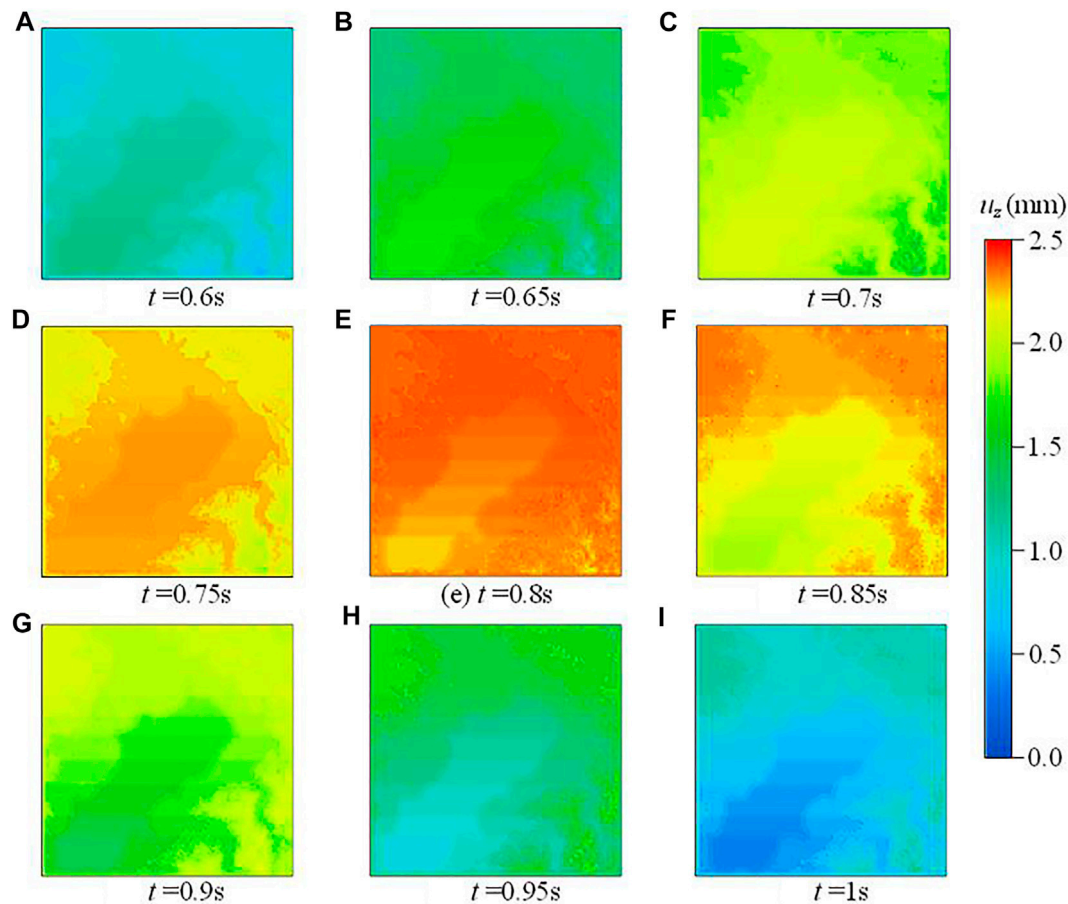 A
B
C
t =0.6s
t =0.65s
t =0.7s
uz (mm)
2.5
2.0
1.5
1.0
0.5
0.0
D
E
F
t =0.75s
(e) t =0.8s
t =0.85s
G
H
I
t =0.9s
t =0.95s
t =1s